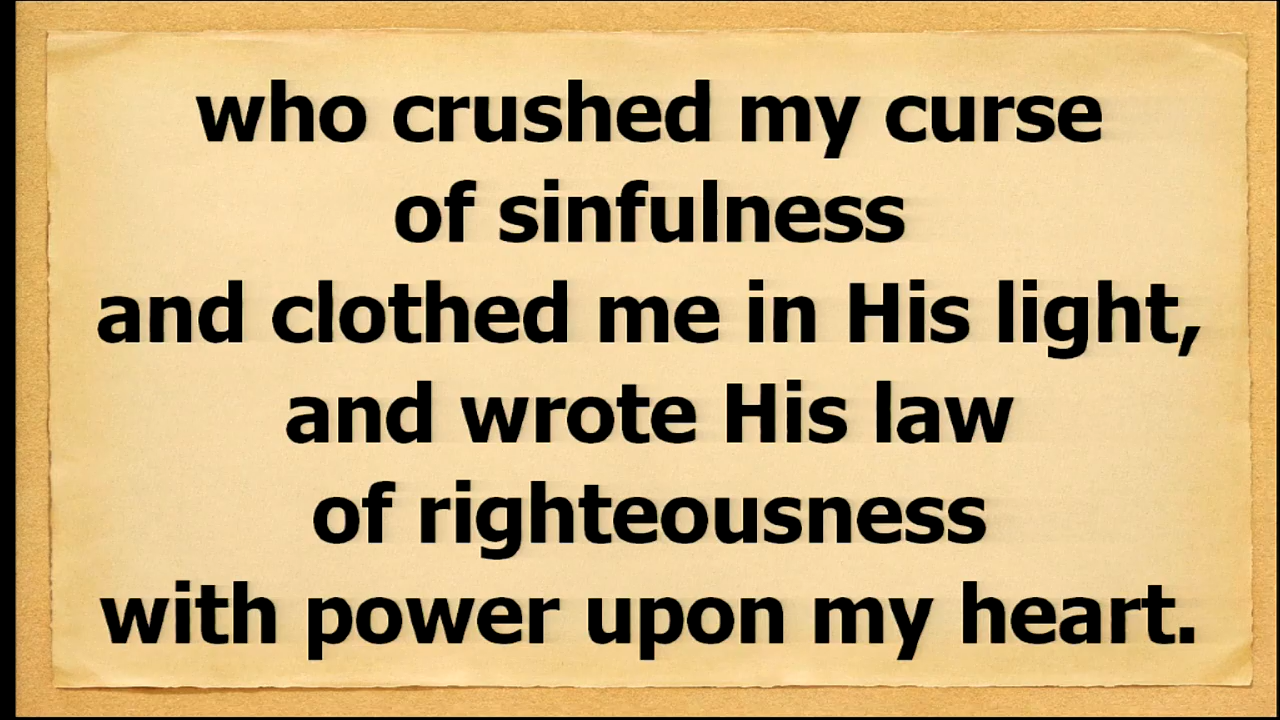 who crushed my curse
of sinfulness
and clothed me in His light,
and wrote His law
of righteousness
with power upon my heart.